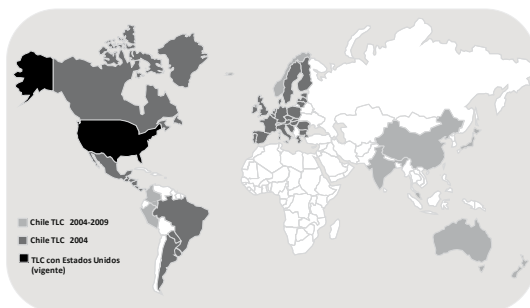 Chile TLC 2004-2009
Chile TLC 2004
TLC con Estados Unidos
(vigente)